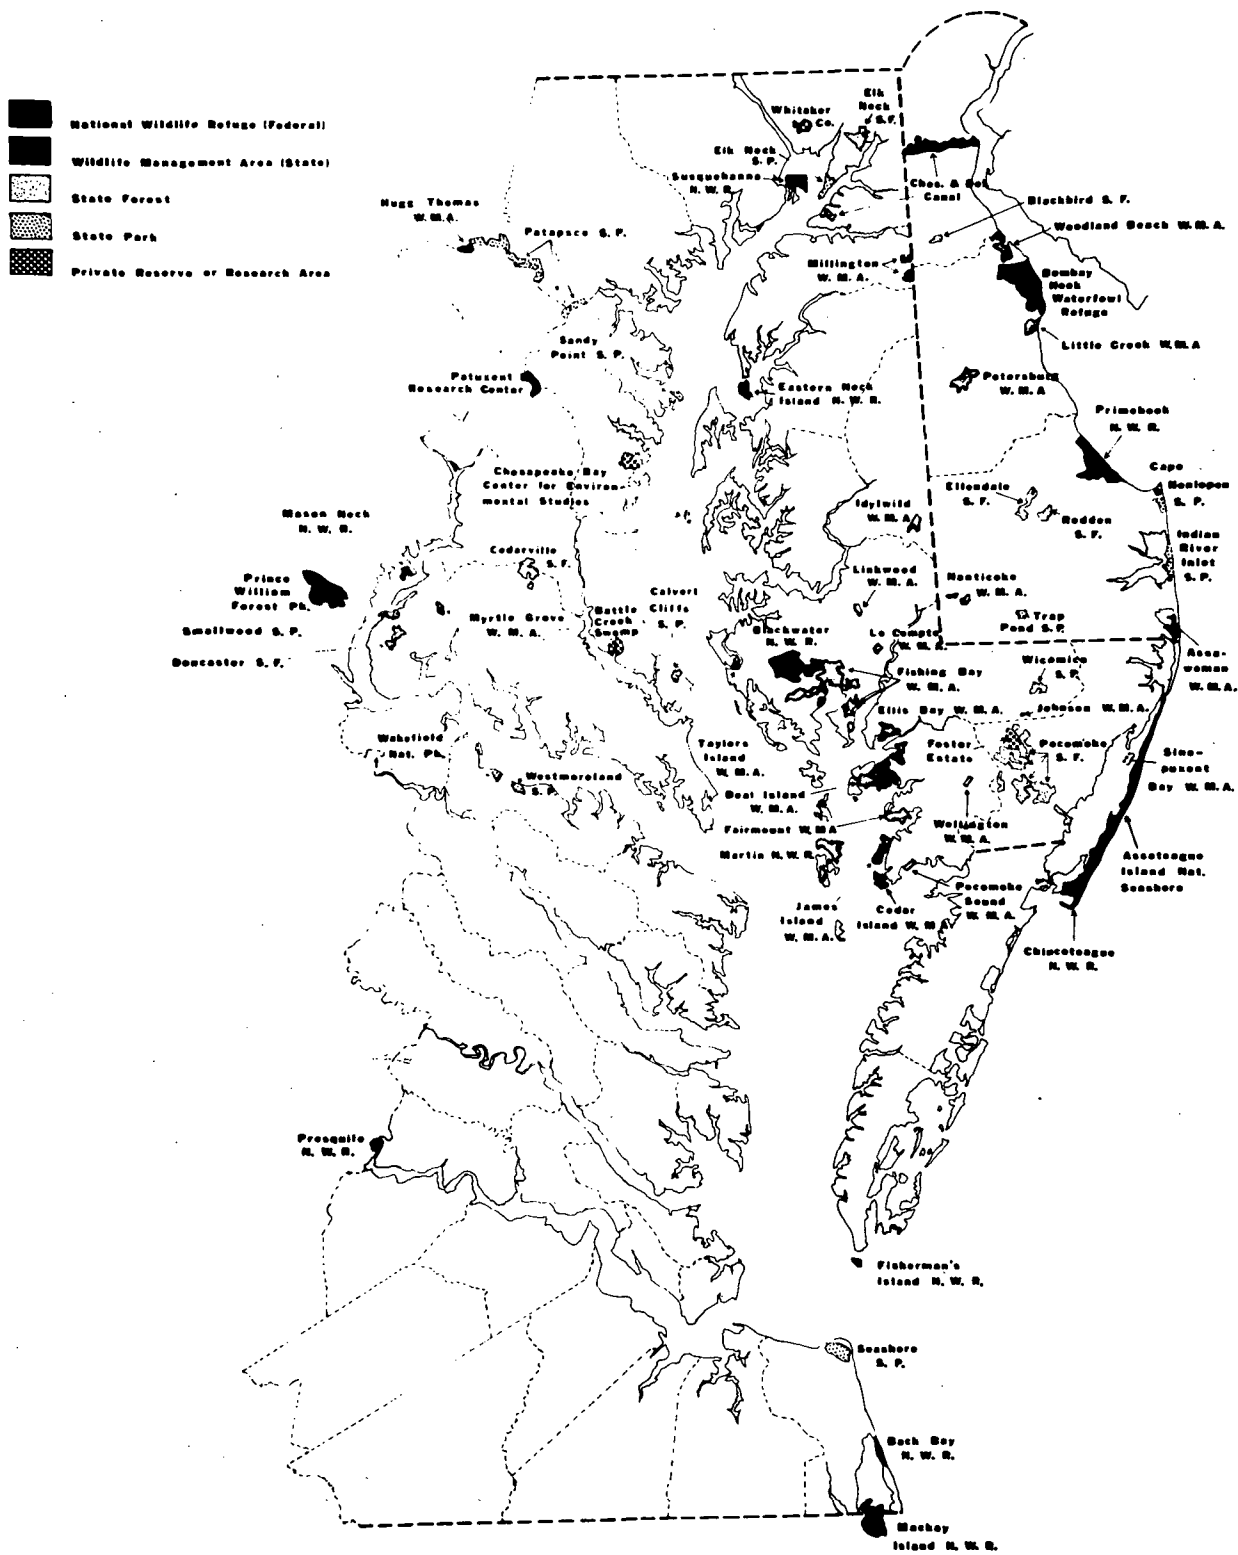 National Wildlife Refuge (Federal)
Wildlife Management Area (State)
State Forest
State Park
Private Reserve or Research Area
Hugg Thomas
W.M.A.
Patapsco S.F.
Whitaker
Co.
Elk
Neck
S.F.
Elk Neck
S.P.
Susquehanna
N.W.R.
Ches. & Del.
Canal
Blackbird S.F.
Woodland Beach W.M.A.
Millington
W.M.A.
Bombay
Hook
Waterfowl
Refuge
Little Creek W.M.A
Sandy
Point S.P.
Patuxent
Research Center
Eastern Neck
Island N.W.R.
Petersburg
W.M.A
Primehook
N.W.R.
Cape
Henlopen
S.P.
Chesapeake Bay
Center for Environ-
mental Studies
Ellendale
S.F.
Redden
S.F.
Idylwild
W.M.A
Indian
River
Inlet
S.P.
Mason Neck
N.W.R.
Cedarville
S.F.
Linkwood
W.M.A.
Nanticoke
W.M.A.
Prince
William
Forest Pk.
Calvert
Cliffs
S.P.
Battle
Creek
Swamp
Myrtle Grove
W.M.A.
Trap
Pond S.P.
Smallwood S.P.
Blackwater
N.W.R.
Le Compte
W.M.A.
Doncaster S.F.
Assa-
woman
W.M.A.
Wicomico
S.P.
Fishing Bay
W.M.A.
Ellis Bay W.M.A.
Johnson W.M.A.
Wakefield
Nat. Pk.
Taylors
Island
W.M.A.
Foster
Estate
Pocomoke
S.F.
Sine-
puxent
Bay W.M.A.
Westmoreland
S.P.
Deal Island
W.M.A.
Fairmount W.M.A
Wellington
W.M.A.
Martin N.W.R.
Assateague
Island Nat.
Seashore
Pocomoke
Sound
W.M.A.
James
Island
W.M.A.
Cedar
Island W.M.A
Chincoteague
N.W.R.
Presquile
N.W.R.
Fisherman's
Island N.W.R.
Seashore
S.P.
Back Bay
N.W.R.
Mackay
Island N.W.R.